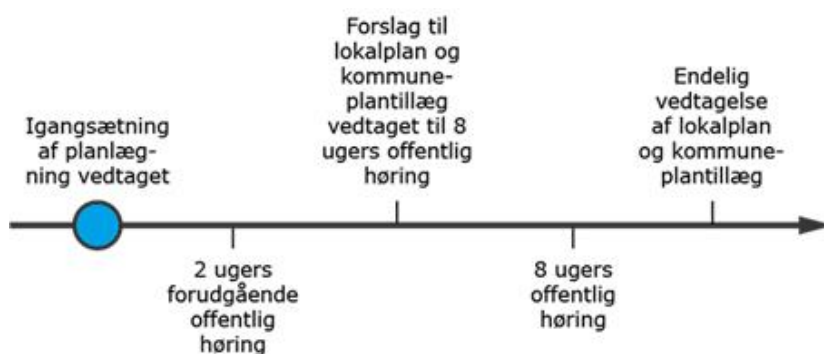 Igangsætning
af planlæg-
ning vedtaget
2 ugers
forudgående
offentlig
høring
Forslag til
lokalplan og
kommune-
plantillæg
vedtaget til 8
ugers offentlig
høring
8 ugers
offentlig
høring
Endelig
vedtagelse
af lokalplan
og kommune-
plantillæg